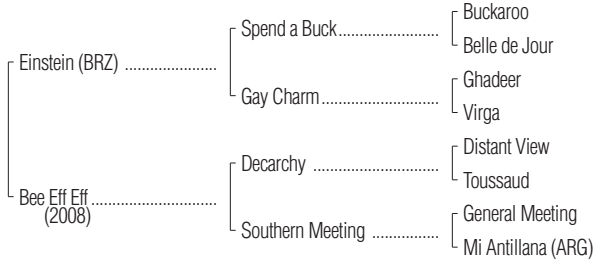 Buckaroo
Spend a Buck
Belle de Jour
Einstein (BRZ)
Ghadeer
Gay Charm
Virga
Distant View
Decarchy
Toussaud
Bee Eff Eff
(2008)
General Meeting
Southern Meeting
Mi Antillana (ARG)